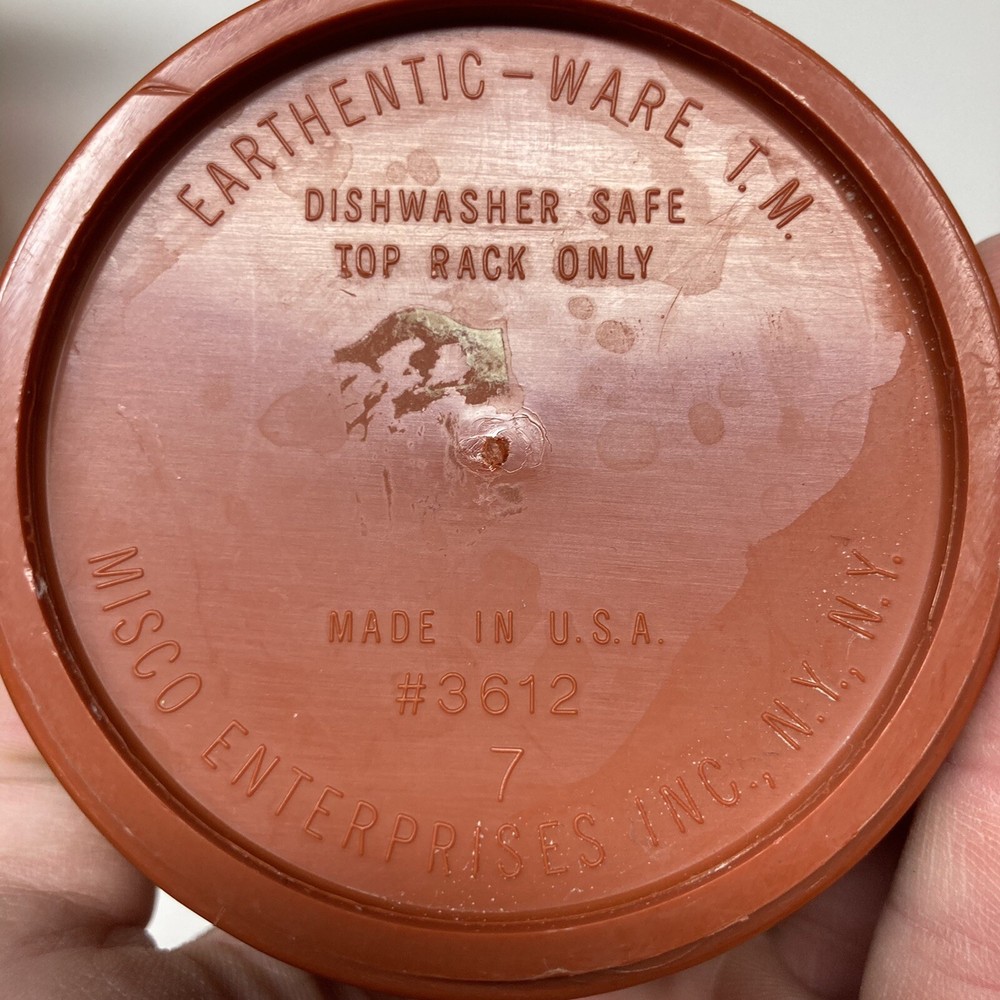 EARTHENTIC-WARE T.M.
DISHWASHER SAFE
TOP RACK ONLY
MADE IN U.S.A.
#3612
7
MISCO ENTERPRISES INC., N.Y., N.Y.